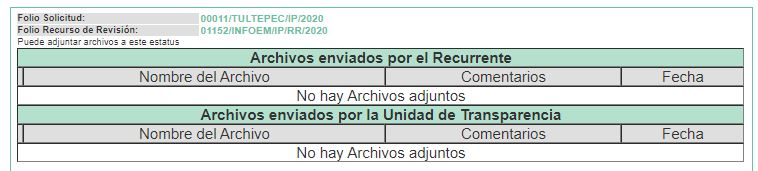 Folio Solicitud: 00011/TULTEPEC/IP/2020
Folio Recurso de Revisión: 01152/INFOEM/IP/RR/2020
Puede adjuntar archivos a este estatus
Archivos enviados por el Recurrente
Nombre del Archivo Comentarios Fecha
No hay Archivos adjuntos
Archivos enviados por la Unidad de Transparencia
Nombre del Archivo Comentarios Fecha
No hay Archivos adjuntos